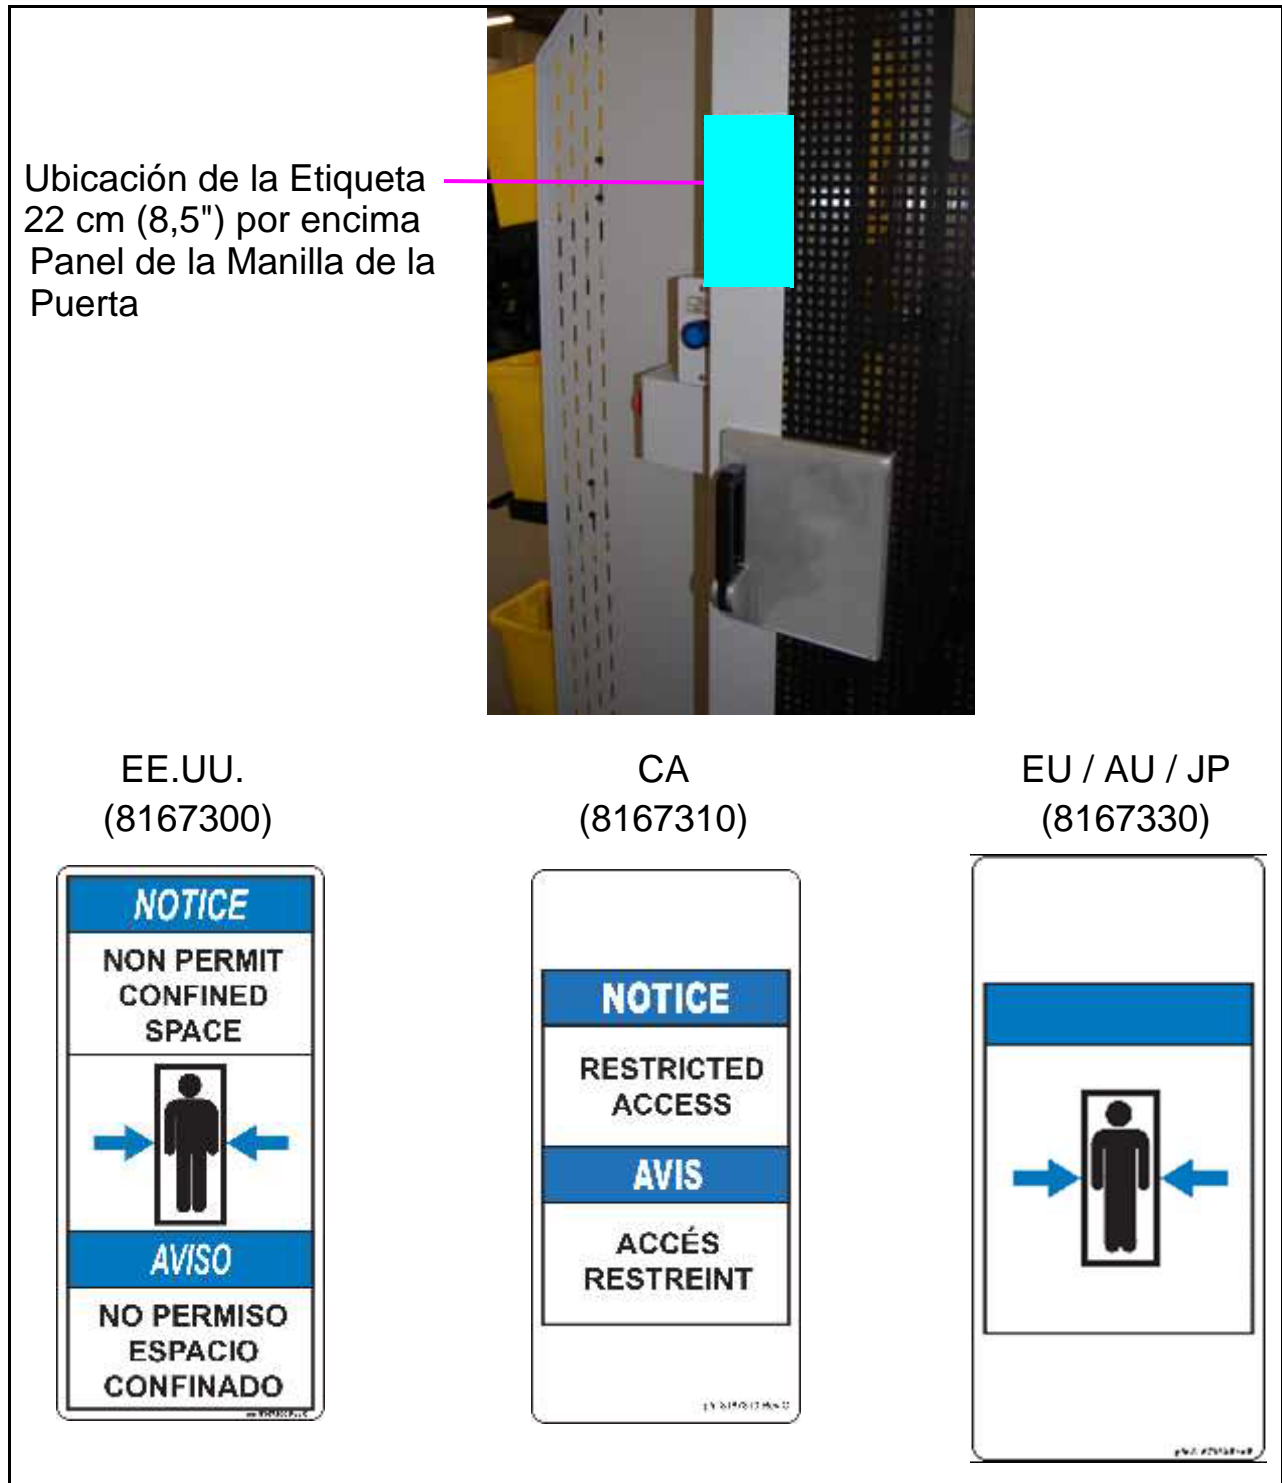 Ubicación de la Etiqueta
22 cm (8,5") por encima
Panel de la Manilla de la
Puerta
EE.UU.
(8167300)
CA
(8167310)
EU / AU / JP
(8167330)
NOTICE
NON PERMIT
CONFINED
SPACE
AVISO
NO PERMISO
ESPACIO
CONFINADO
NOTICE
RESTRICTED
ACCESS
AVIS
ACCÉS
RESTREINT